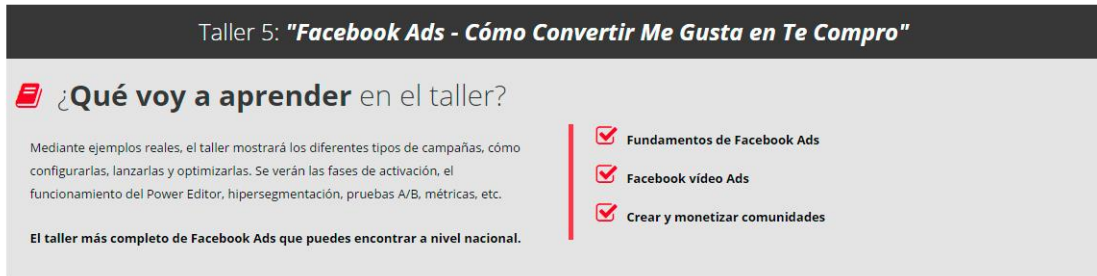 Taller 5: "Facebook Ads - Cómo Convertir Me Gusta en Te Compro"
¿Qué voy a aprender en el taller?
Mediante ejemplos reales, el taller mostrará los diferentes tipos de campañas, cómo
configurarlas, lanzarlas y optimizarlas. Se verán las fases de activación, el
funcionamiento del Power Editor, hipersegmentación, pruebas A/B, métricas, etc.
El taller más completo de Facebook Ads que puedes encontrar a nivel nacional.
Fundamentos de Facebook Ads
Facebook vídeo Ads
Crear y monetizar comunidades